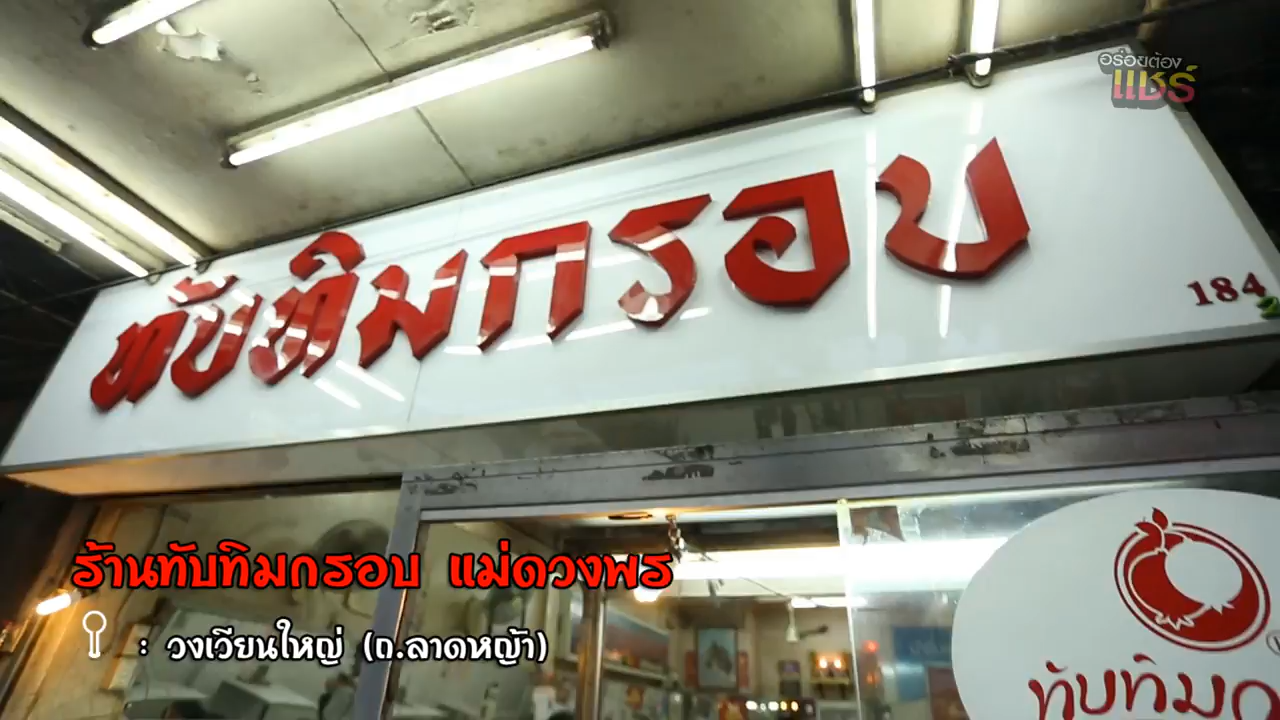 อร่อยต้อง
แชร์
ทับทิมกรอบ
184
ร้านทับทิมกรอบ แม่ดวงพร
: วงเวียนใหญ่ (ถ.ลาดหญ้า)